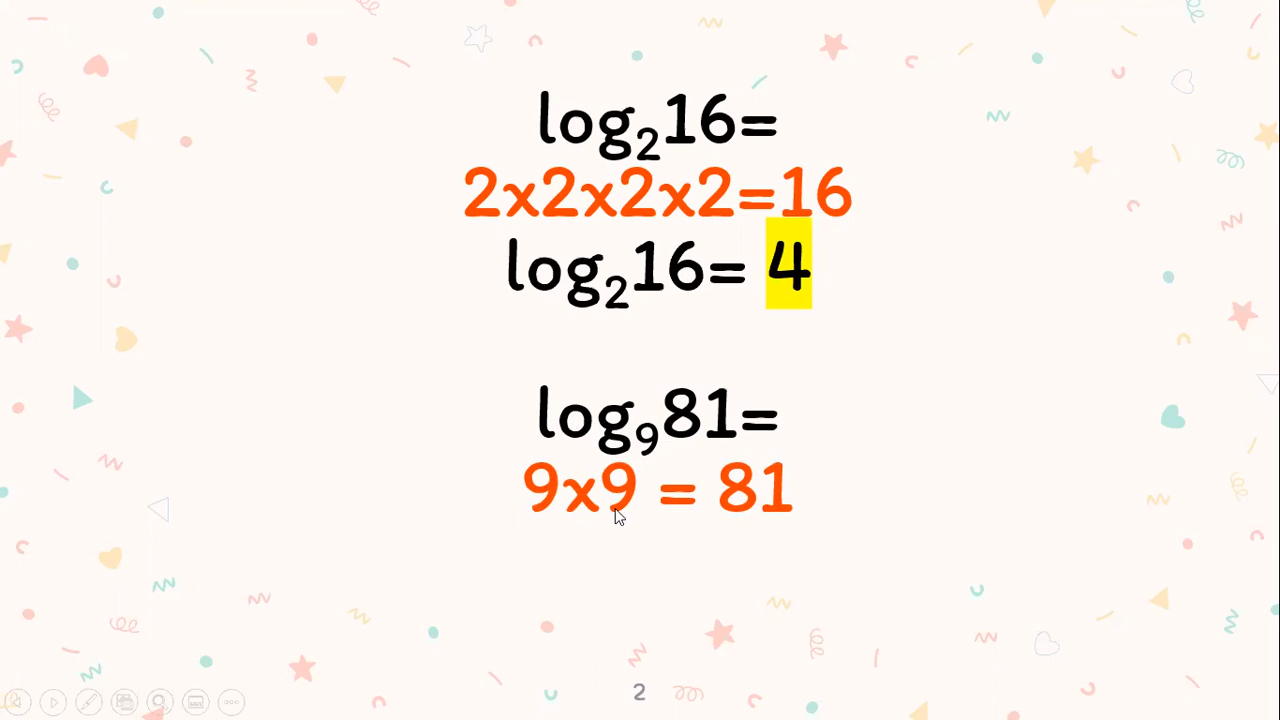 log₂16=
2x2x2x2=16
log₂16= 4
log₉81=
9x9 = 81
2